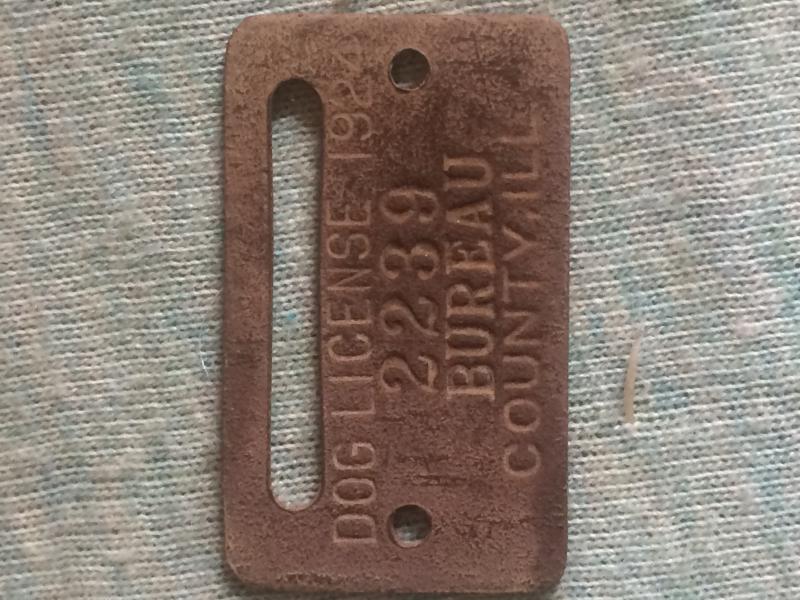 DOG LICENSE 1924
2239
BUREAU
COUNTY, ILL